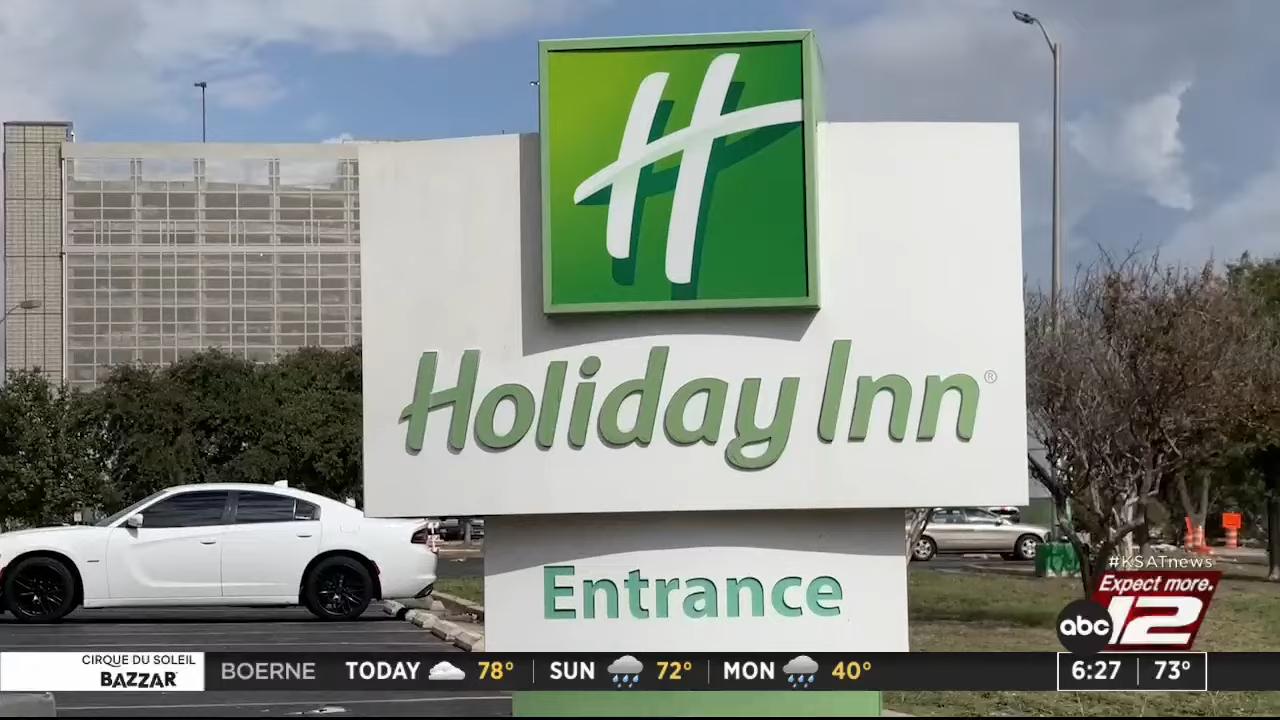 H
Holiday Inn®
Entrance
#KSATnews
Expect more.
abc 12
CIRQUE DU SOLEIL
BAZZAR
BOERNE TODAY 78° SUN 72° MON 40°
6:27 73°